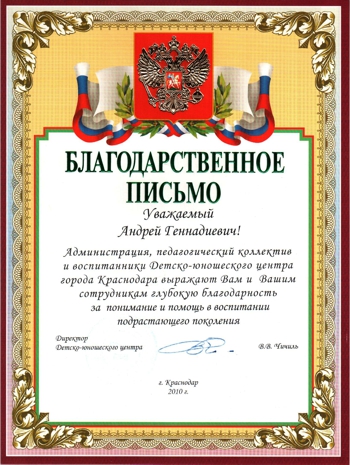 БЛАГОДАРСТВЕННОЕ
ПИСЬМО
Уважаемый
Андрей Геннадиевич!
Администрация, педагогический коллектив
и воспитанники Детско-юношеского центра
города Краснодара выражают Вам и Вашим
сотрудникам глубокую благодарность
за понимание и помощь в воспитании
подрастающего поколения
Директор
Детско-юношеского центра В.В. Чичиль
г. Краснодар
2010 г.